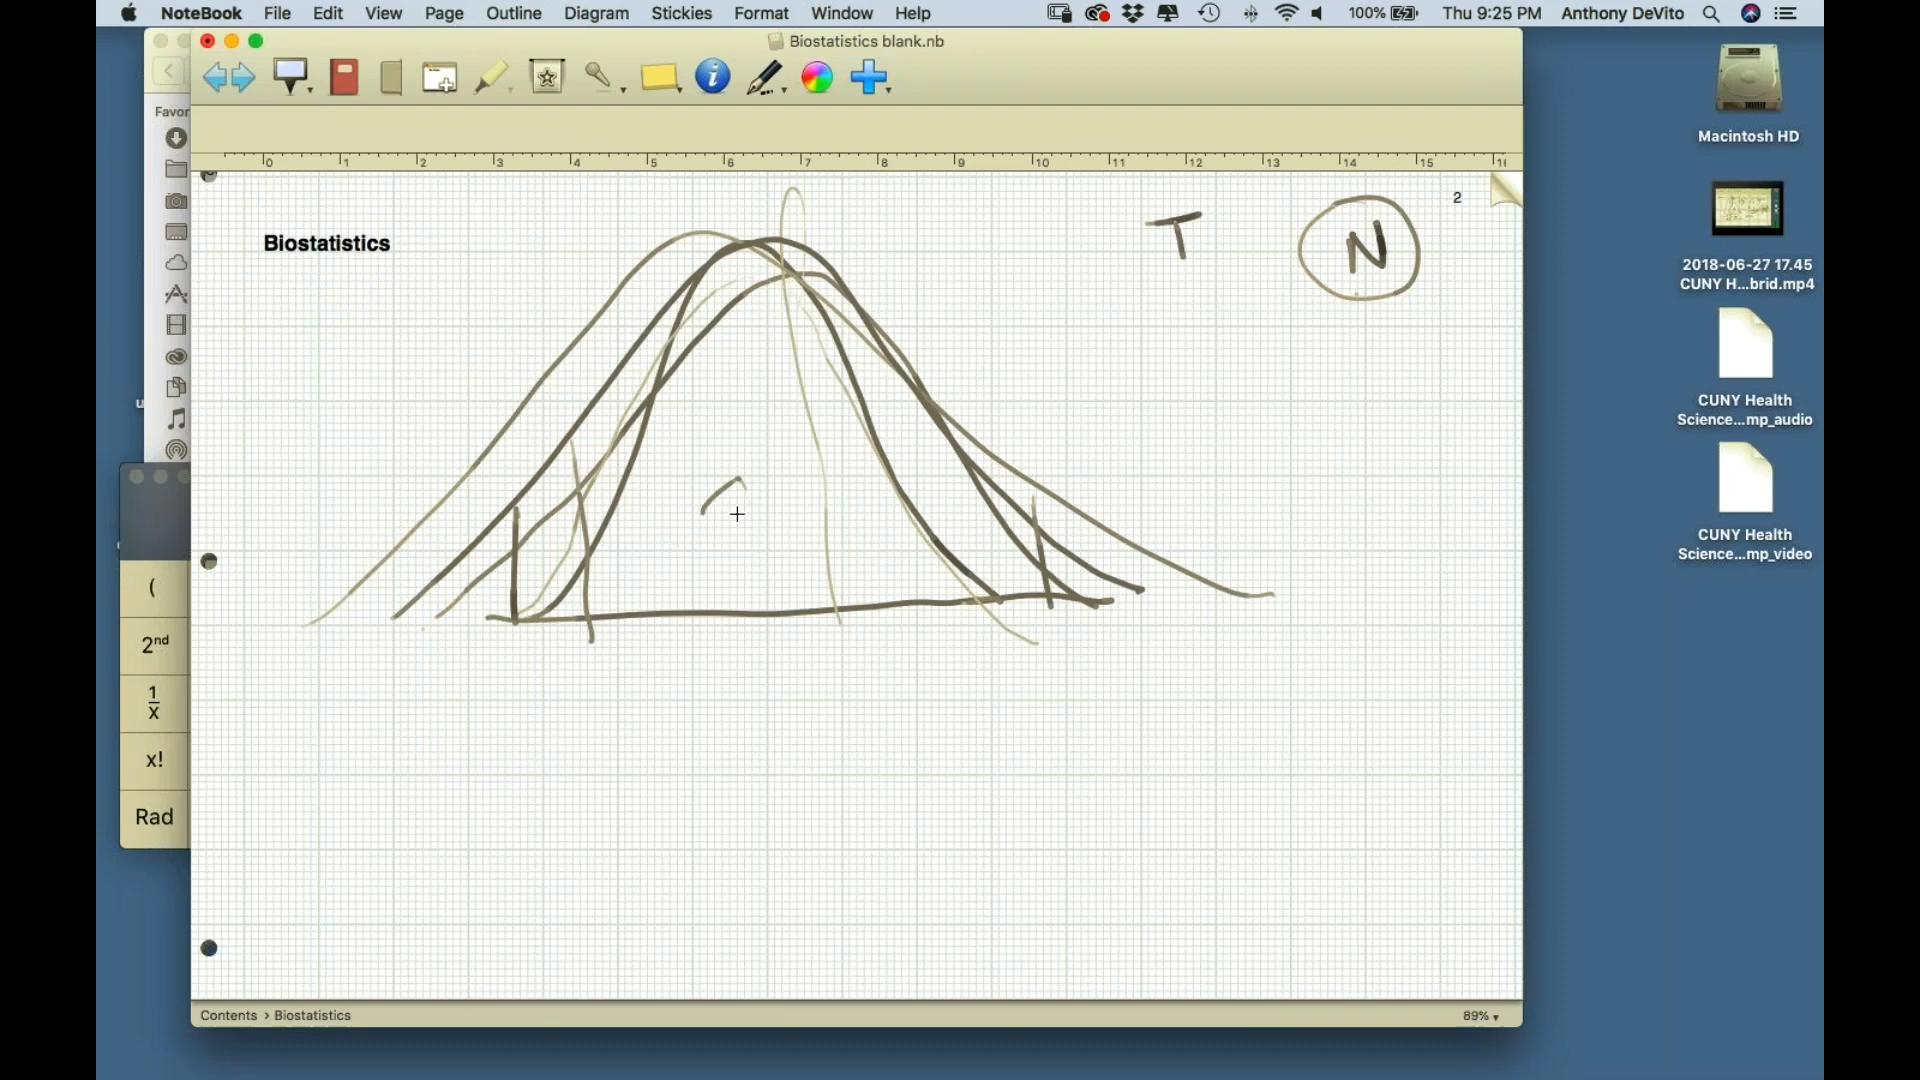 NoteBook File Edit View Page Outline Diagram Stickies Format Window Help 100% Thu 9:25 PM Anthony DeVito
Biostatistics blank.nb
Favor
0 1 2 3 4 5 6 7 8 9 10 11 12 13 14 15
2
T N
Biostatistics
(
2nd
1
x
x!
Rad
Contents › Biostatistics
89%
Macintosh HD
2018-06-27 17.45
CUNY H...brid.mp4
CUNY Health
Science...mp_audio
CUNY Health
Science...mp_video